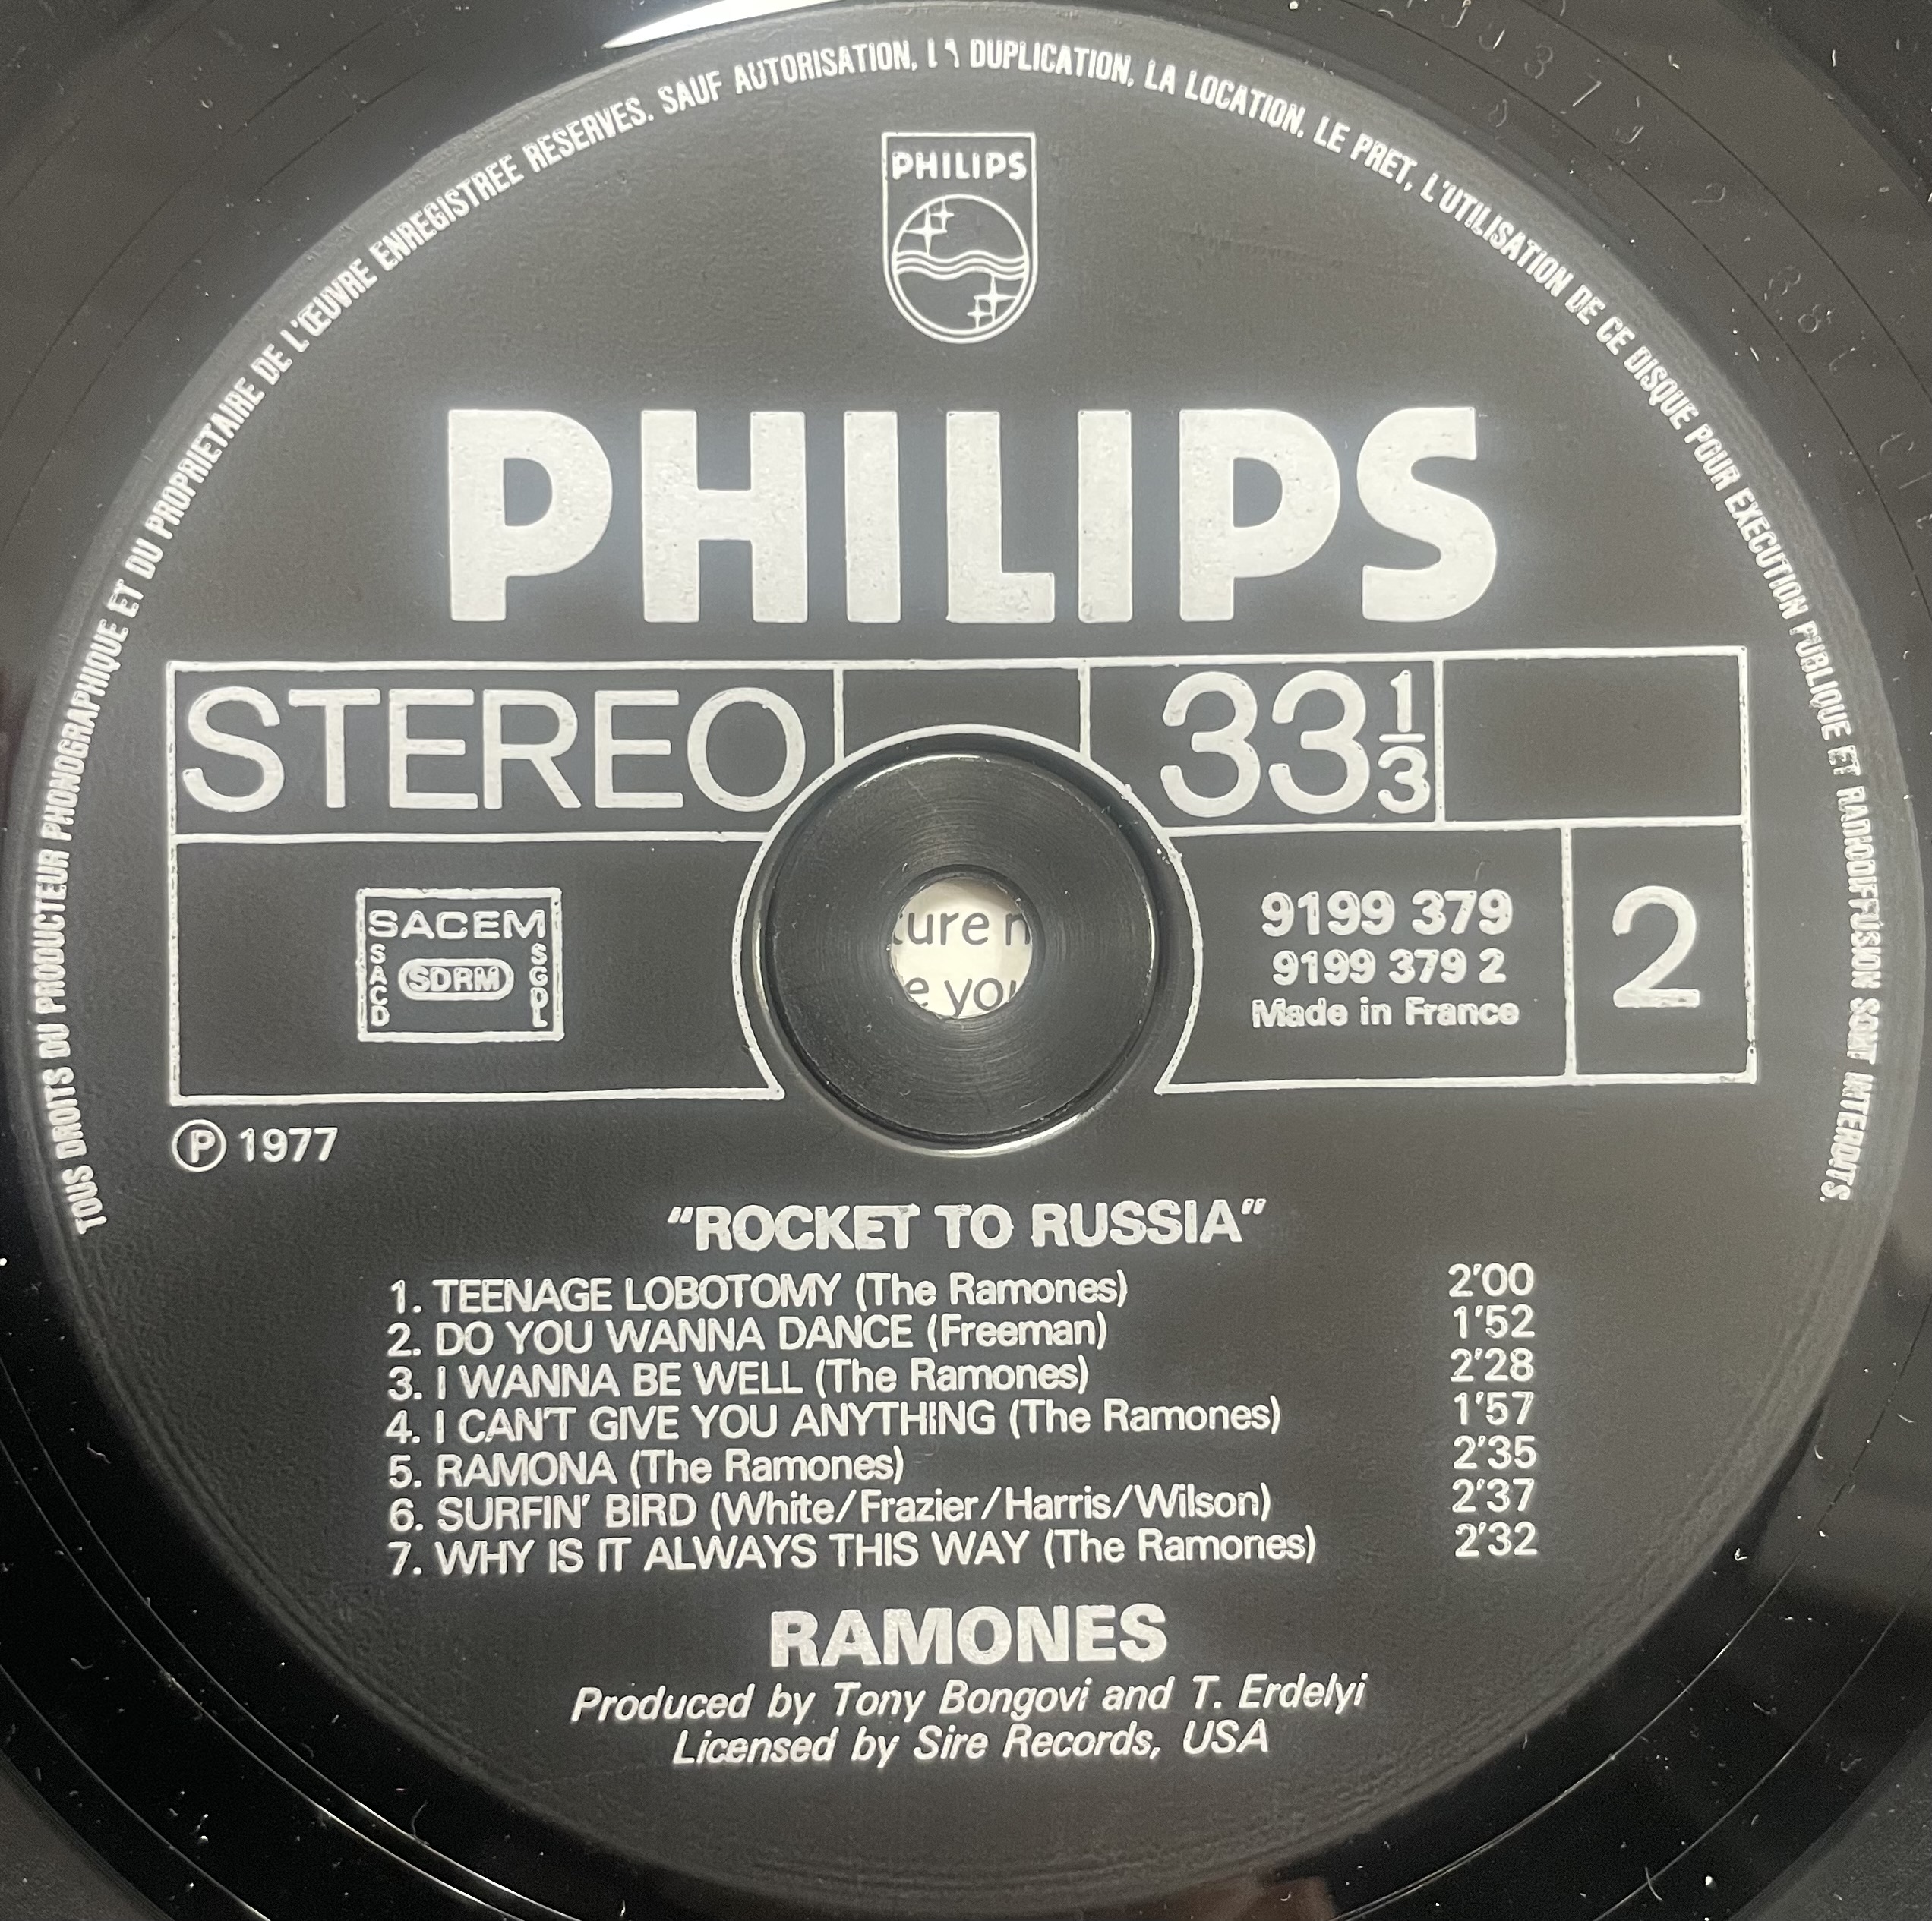 TOUS DROITS DU PRODUCTEUR PHONOGRAPHIQUE ET DU PROPRIETAIRE DE L'ŒUVRE ENREGISTREE RESERVES. SAUF AUTORISATION, LA DUPLICATION, LA LOCATION, LE PRET, L'UTILISATION DE CE DISQUE POUR EXECUTION PUBLIQUE ET RADIODIFFUSION SONT INTERDITS.
PHILIPS
PHILIPS
STEREO
33 1/3
SACEM
SACD
SDRM
SGDL
9199 379
9199 379 2
Made in France
2
ure
e you
Ⓟ 1977
“ROCKET TO RUSSIA”
1. TEENAGE LOBOTOMY (The Ramones) 2'00
2. DO YOU WANNA DANCE (Freeman) 1'52
3. I WANNA BE WELL (The Ramones) 2'28
4. I CAN'T GIVE YOU ANYTHING (The Ramones) 1'57
5. RAMONA (The Ramones) 2'35
6. SURFIN' BIRD (White/Frazier/Harris/Wilson) 2'37
7. WHY IS IT ALWAYS THIS WAY (The Ramones) 2'32
RAMONES
Produced by Tony Bongovi and T. Erdelyi
Licensed by Sire Records, USA